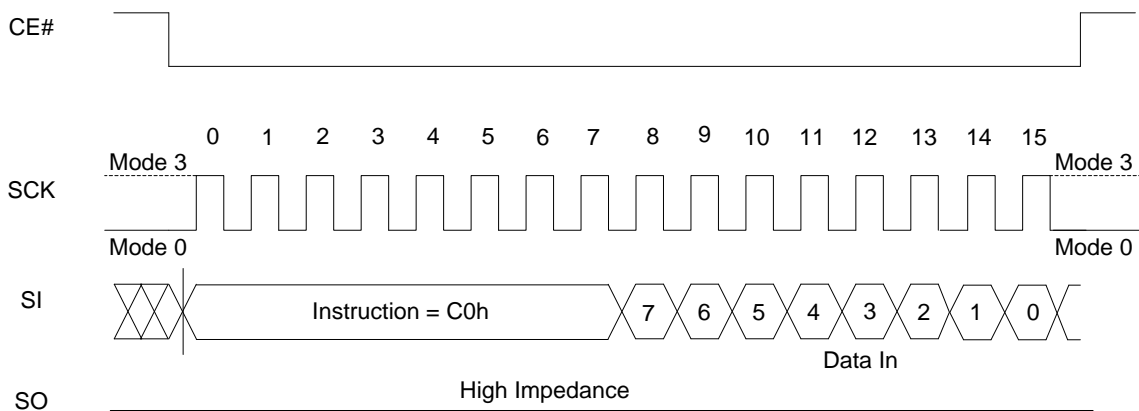 CE#
0 1 2 3 4 5 6 7 8 9 10 11 12 13 14 15
Mode 3 Mode 3
SCK
Mode 0 Mode 0
SI Instruction = C0h 7 6 5 4 3 2 1 0
Data In
High Impedance
SO